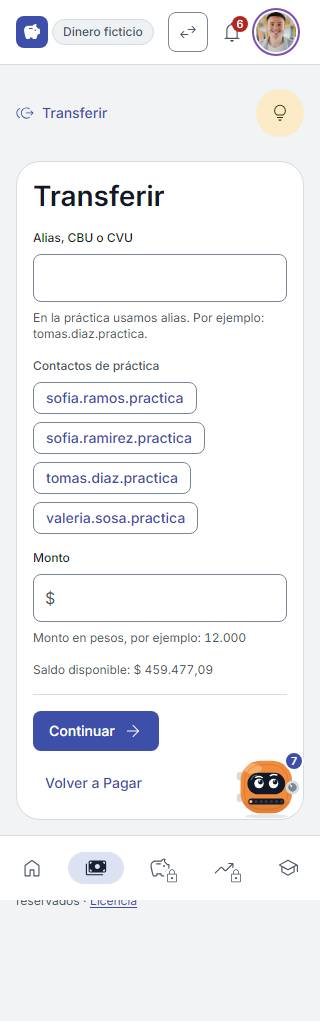 Dinero ficticio
6
Transferir
Transferir
Alias, CBU o CVU
En la práctica usamos alias. Por ejemplo:
tomas.diaz.practica.
Contactos de práctica
sofia.ramos.practica
sofia.ramirez.practica
tomas.diaz.practica
valeria.sosa.practica
Monto
$
Monto en pesos, por ejemplo: 12.000
Saldo disponible: $ 459.477,09
Continuar
7
Volver a Pagar
reservados · Licencia